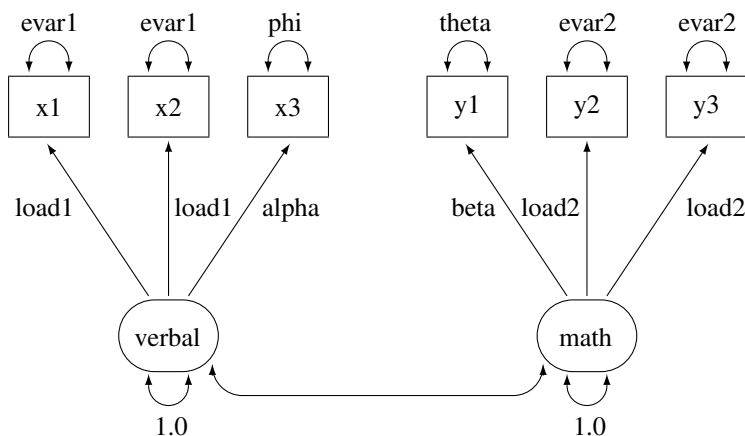 evar1 evar1 phi theta evar2 evar2
x1 x2 x3 y1 y2 y3
load1 load1 alpha beta load2 load2
verbal math
1.0 1.0